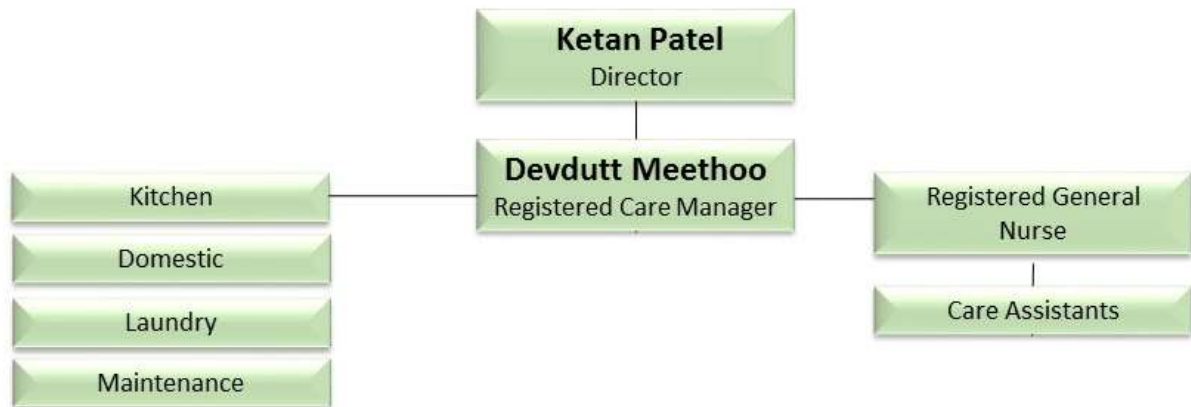 Ketan Patel
Director
Devdutt Meethoo
Registered Care Manager
Kitchen
Domestic
Laundry
Maintenance
Registered General
Nurse
Care Assistants